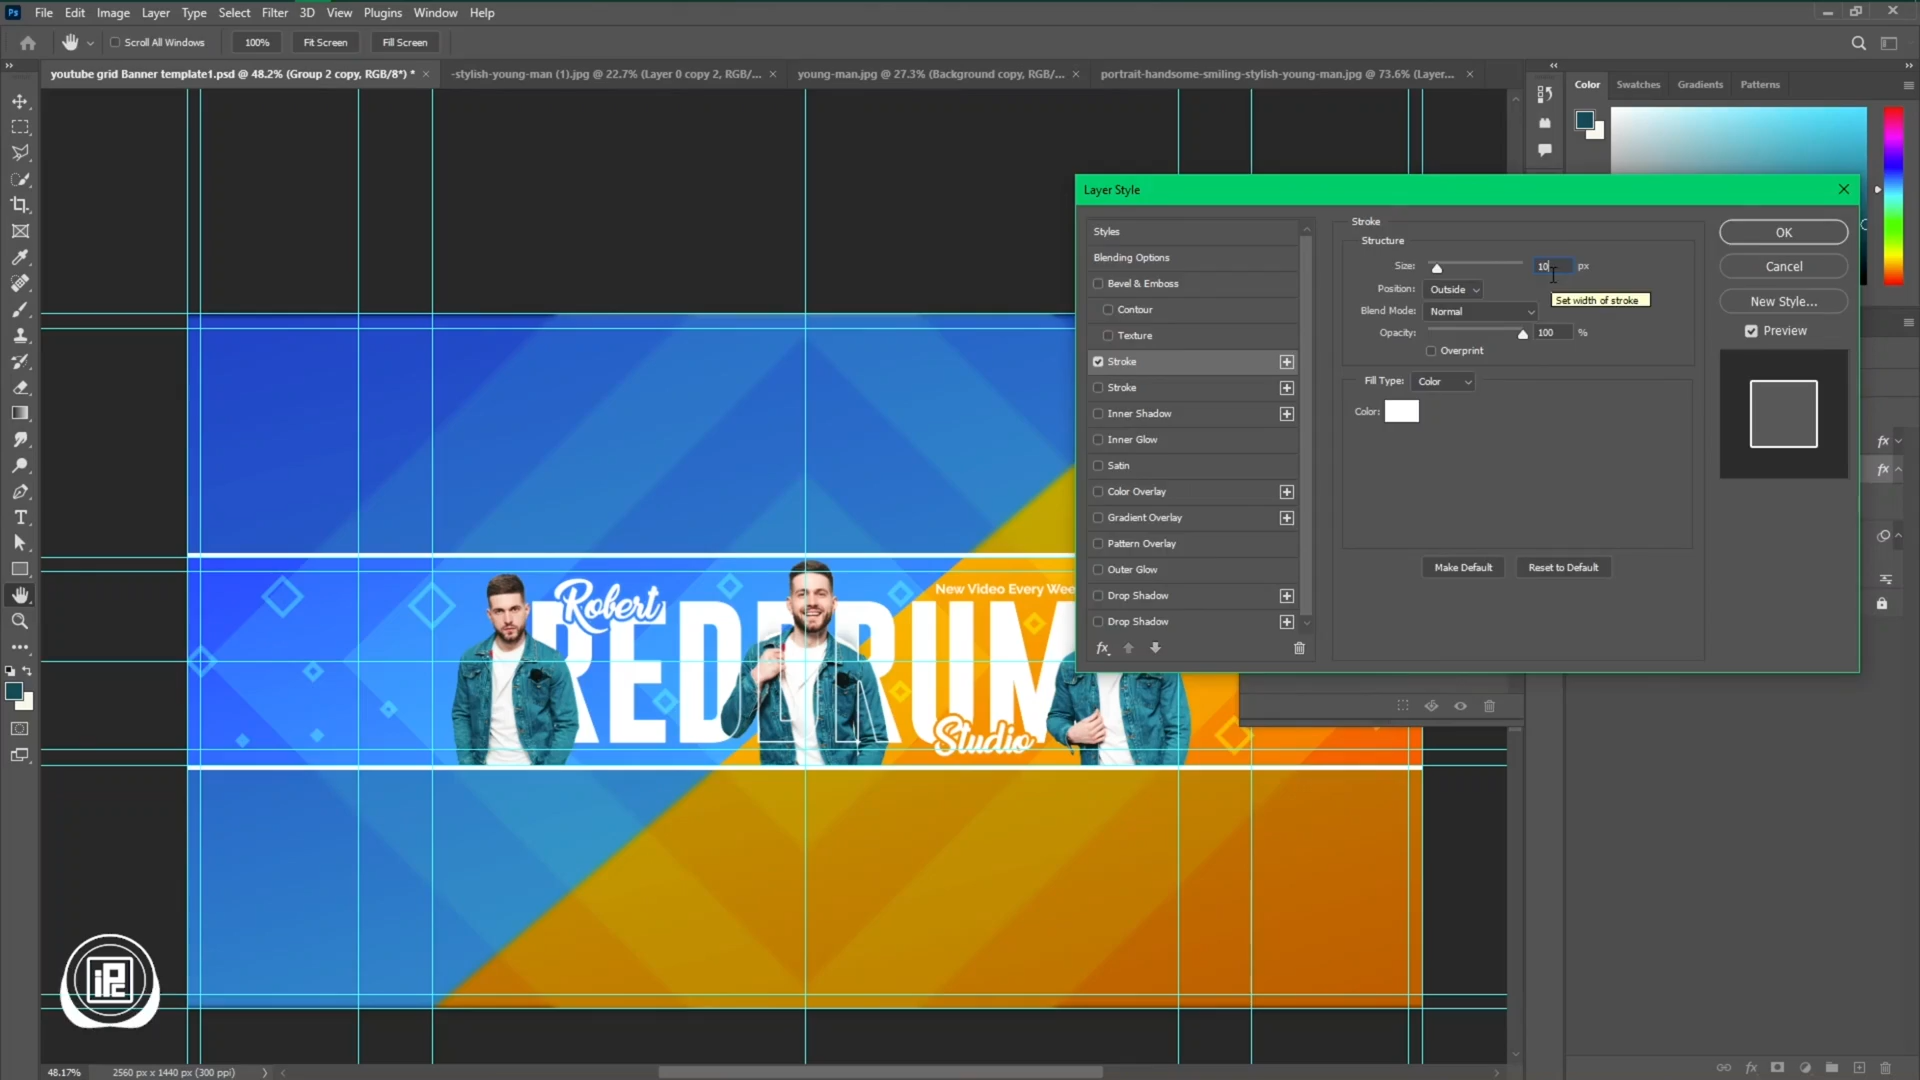 Ps File Edit Image Layer Type Select Filter 3D View Plugins Window Help
Scroll All Windows 100% Fit Screen Fill Screen
youtube grid Banner template1.psd @ 48.2% (Group 2 copy, RGB/8*) * × -stylish-young-man (1).jpg @ 22.7% (Layer 0 copy 2, RGB/... × young-man.jpg @ 27.3% (Background copy, RGB/... × portrait-handsome-smiling-stylish-young-man.jpg @ 73.6% (Layer... ×
Color Swatches Gradients Patterns
Layer Style
Styles
Blending Options
Bevel & Emboss
Contour
Texture
Stroke
Stroke
Inner Shadow
Inner Glow
Satin
Color Overlay
Gradient Overlay
Pattern Overlay
Outer Glow
Drop Shadow
Drop Shadow
fx
Stroke
Structure
Size: 10 px
Position: Outside
Set width of stroke
Blend Mode: Normal
Opacity: 100 %
Overprint
Fill Type: Color
Color:
Make Default Reset to Default
OK
Cancel
New Style...
Preview
fx
fx
New Video Every Wee
Robert
REDDRUM
Studio
iPc
48.17% 2560 px x 1440 px (300 ppi)
fx